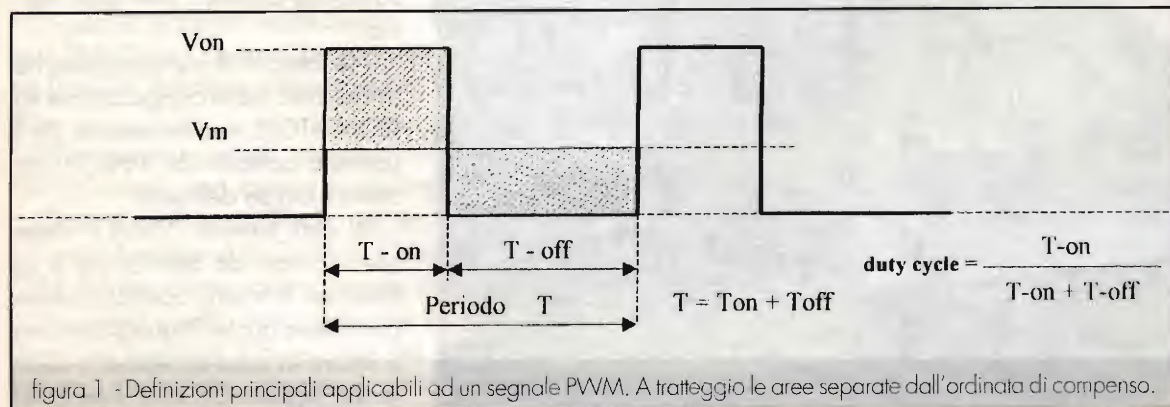 Von
Vm
T - on
T - off
Periodo T
T = Ton + Toff
duty cycle = T-on
T-on + T-off
figura 1 - Definizioni principali applicabili ad un segnale PWM. A tratteggio le aree separate dall'ordinata di compenso.